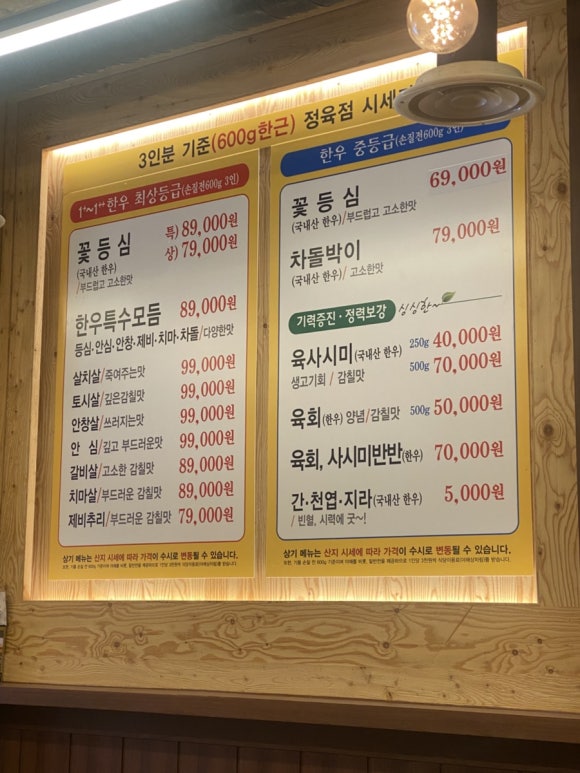 3인분 기준(600g한근) 정육점 시세
1+~1++ 한우 최상등급(손질전600g 3인)
꽃등심
(국내산 한우)
/부드럽고 고소한맛
특) 89,000원
상) 79,000원
한우특수모듬 89,000원
등심·안심·안창·제비·치마·차돌/다양한맛
살치살/죽여주는맛 99,000원
토시살/깊은감칠맛 99,000원
안창살/쓰러지는맛 99,000원
안 심/깊고 부드러운맛 99,000원
갈비살/고소한 감칠맛 89,000원
치마살/부드러운 감칠맛 89,000원
제비추리/부드러운 감칠맛 79,000원
상기 메뉴는 산지 시세에 따라 가격이 수시로 변동될 수 있습니다.
한우 중등급(손질전600g 3인)
꽃등심 69,000원
(국내산 한우)/부드럽고 고소한맛
차돌박이 79,000원
(국내산 한우)/ 고소한맛
기력증진·정력보강 싱싱한~
육사시미(국내산 한우) 250g 40,000원
생고기회 / 감칠맛 500g 70,000원
육회(한우) 양념/감칠맛 500g 50,000원
육회, 사시미반반(한우) 70,000원
간·천엽·지라(국내산 한우) 5,000원
/ 빈혈, 시력에 굿~!
상기 메뉴는 산지 시세에 따라 가격이 수시로 변동될 수 있습니다.